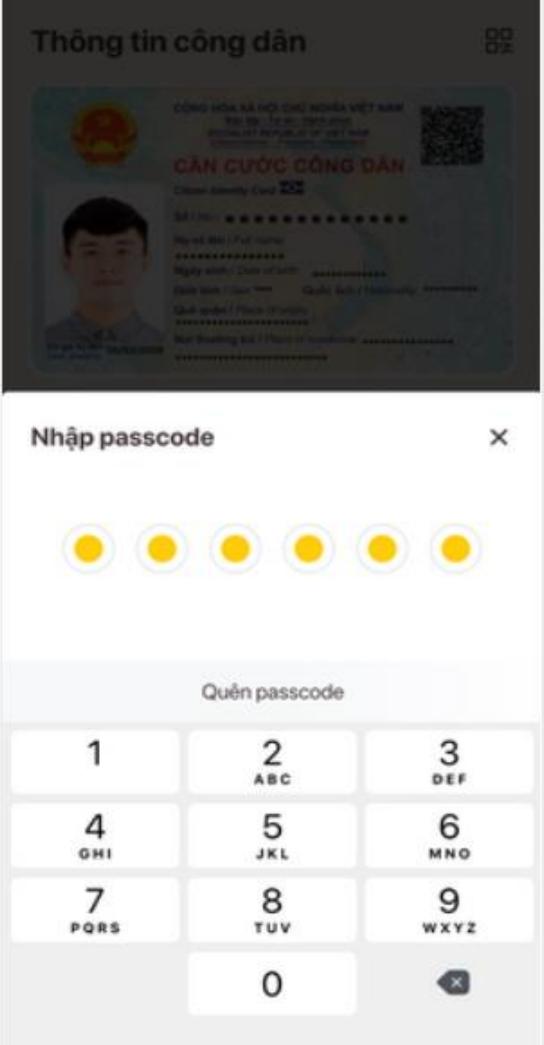 Thông tin công dân
CỘNG HÒA XÃ HỘI CHỦ NGHĨA VIỆT NAM
Độc lập - Tự do - Hạnh phúc
SOCIALIST REPUBLIC OF VIET NAM
CĂN CƯỚC CÔNG DÂN
Citizen Identity Card
Số / No.: •••••••••••••
Họ và tên / Full name:
Ngày sinh / Date of birth:
Giới tính / Sex: Quốc tịch / Nationality:
Quê quán / Place of origin:
Nơi thường trú / Place of residence:
Nhập passcode
Quên passcode
1
2
3
ABC
DEF
4
5
6
GHI
JKL
MNO
7
8
9
PQRS
TUV
WXYZ
0